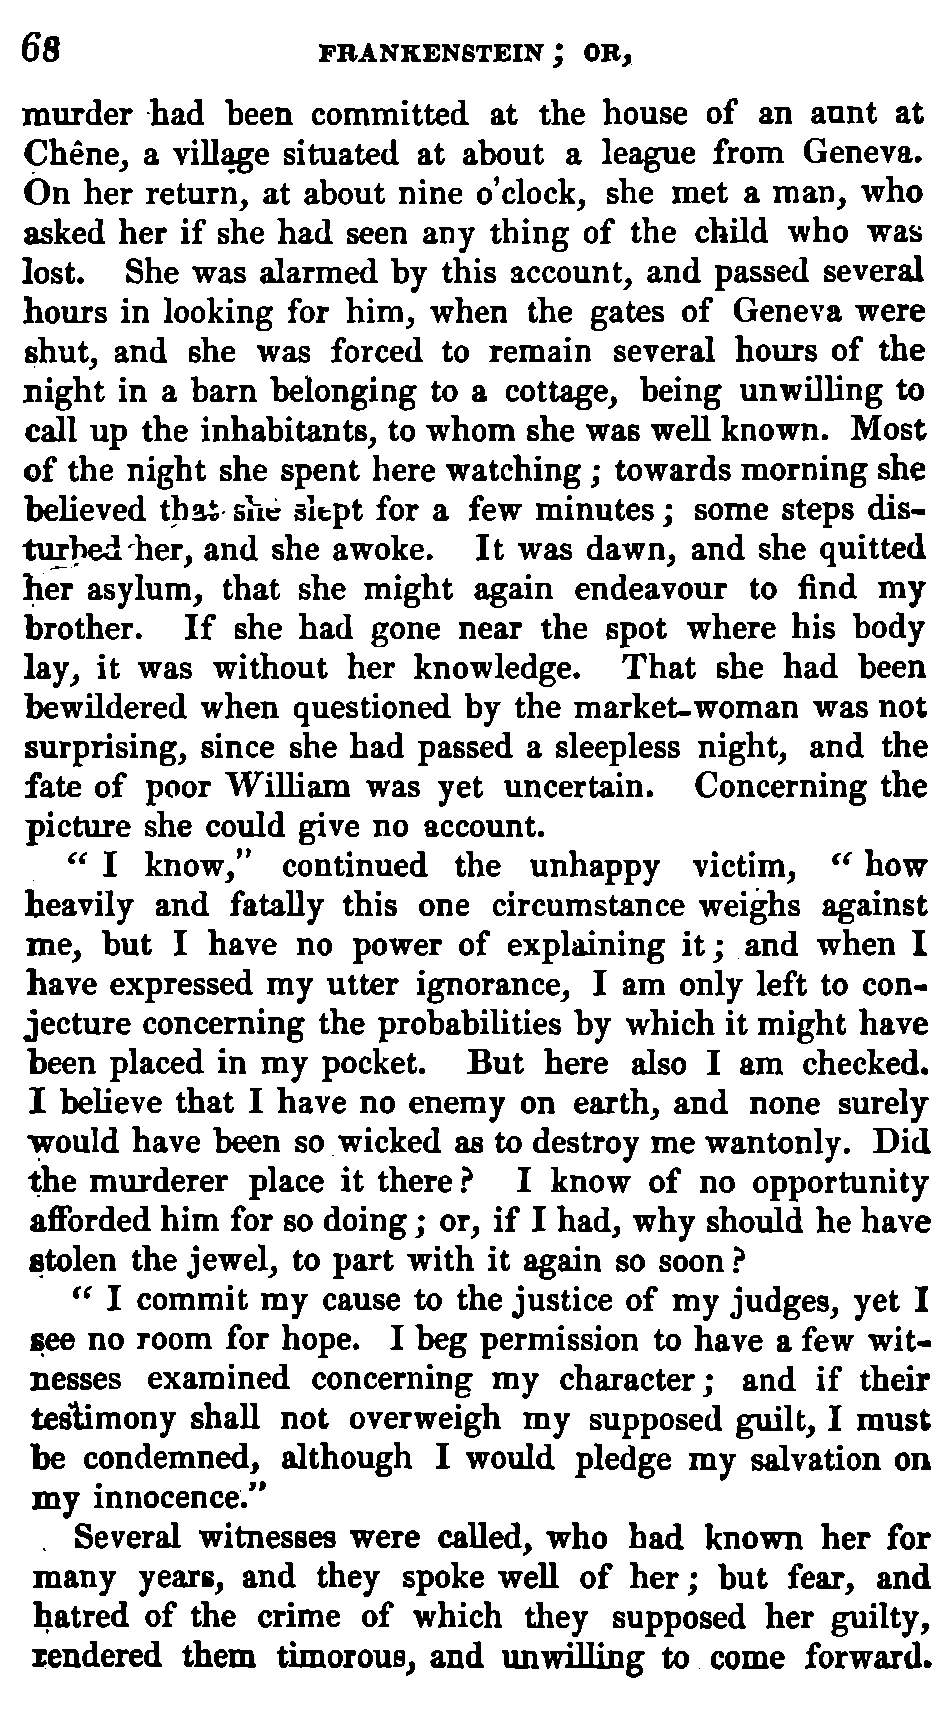 68 FRANKENSTEIN; OR,
murder had been committed at the house of an aunt at
Chêne, a village situated at about a league from Geneva.
On her return, at about nine o'clock, she met a man, who
asked her if she had seen any thing of the child who was
lost. She was alarmed by this account, and passed several
hours in looking for him, when the gates of Geneva were
shut, and she was forced to remain several hours of the
night in a barn belonging to a cottage, being unwilling to
call up the inhabitants, to whom she was well known. Most
of the night she spent here watching; towards morning she
believed that she slept for a few minutes; some steps dis-
turbed her, and she awoke. It was dawn, and she quitted
her asylum, that she might again endeavour to find my
brother. If she had gone near the spot where his body
lay, it was without her knowledge. That she had been
bewildered when questioned by the market-woman was not
surprising, since she had passed a sleepless night, and the
fate of poor William was yet uncertain. Concerning the
picture she could give no account.
"I know," continued the unhappy victim, "how
heavily and fatally this one circumstance weighs against
me, but I have no power of explaining it; and when I
have expressed my utter ignorance, I am only left to con-
jecture concerning the probabilities by which it might have
been placed in my pocket. But here also I am checked.
I believe that I have no enemy on earth, and none surely
would have been so wicked as to destroy me wantonly. Did
the murderer place it there? I know of no opportunity
afforded him for so doing; or, if I had, why should he have
stolen the jewel, to part with it again so soon?
"I commit my cause to the justice of my judges, yet I
see no room for hope. I beg permission to have a few wit-
nesses examined concerning my character; and if their
testimony shall not overweigh my supposed guilt, I must
be condemned, although I would pledge my salvation on
my innocence."
Several witnesses were called, who had known her for
many years, and they spoke well of her; but fear, and
hatred of the crime of which they supposed her guilty,
rendered them timorous, and unwilling to come forward.